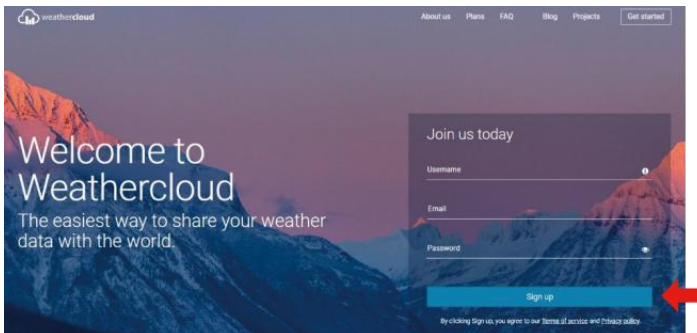 weathercloud
About us Plans FAQ Blog Projects Get started
Welcome to
Weathercloud
The easiest way to share your weather
data with the world.
Join us today
Username
Email
Password
Sign up
By clicking Sign up, you agree to our Terms of service and Privacy policy.